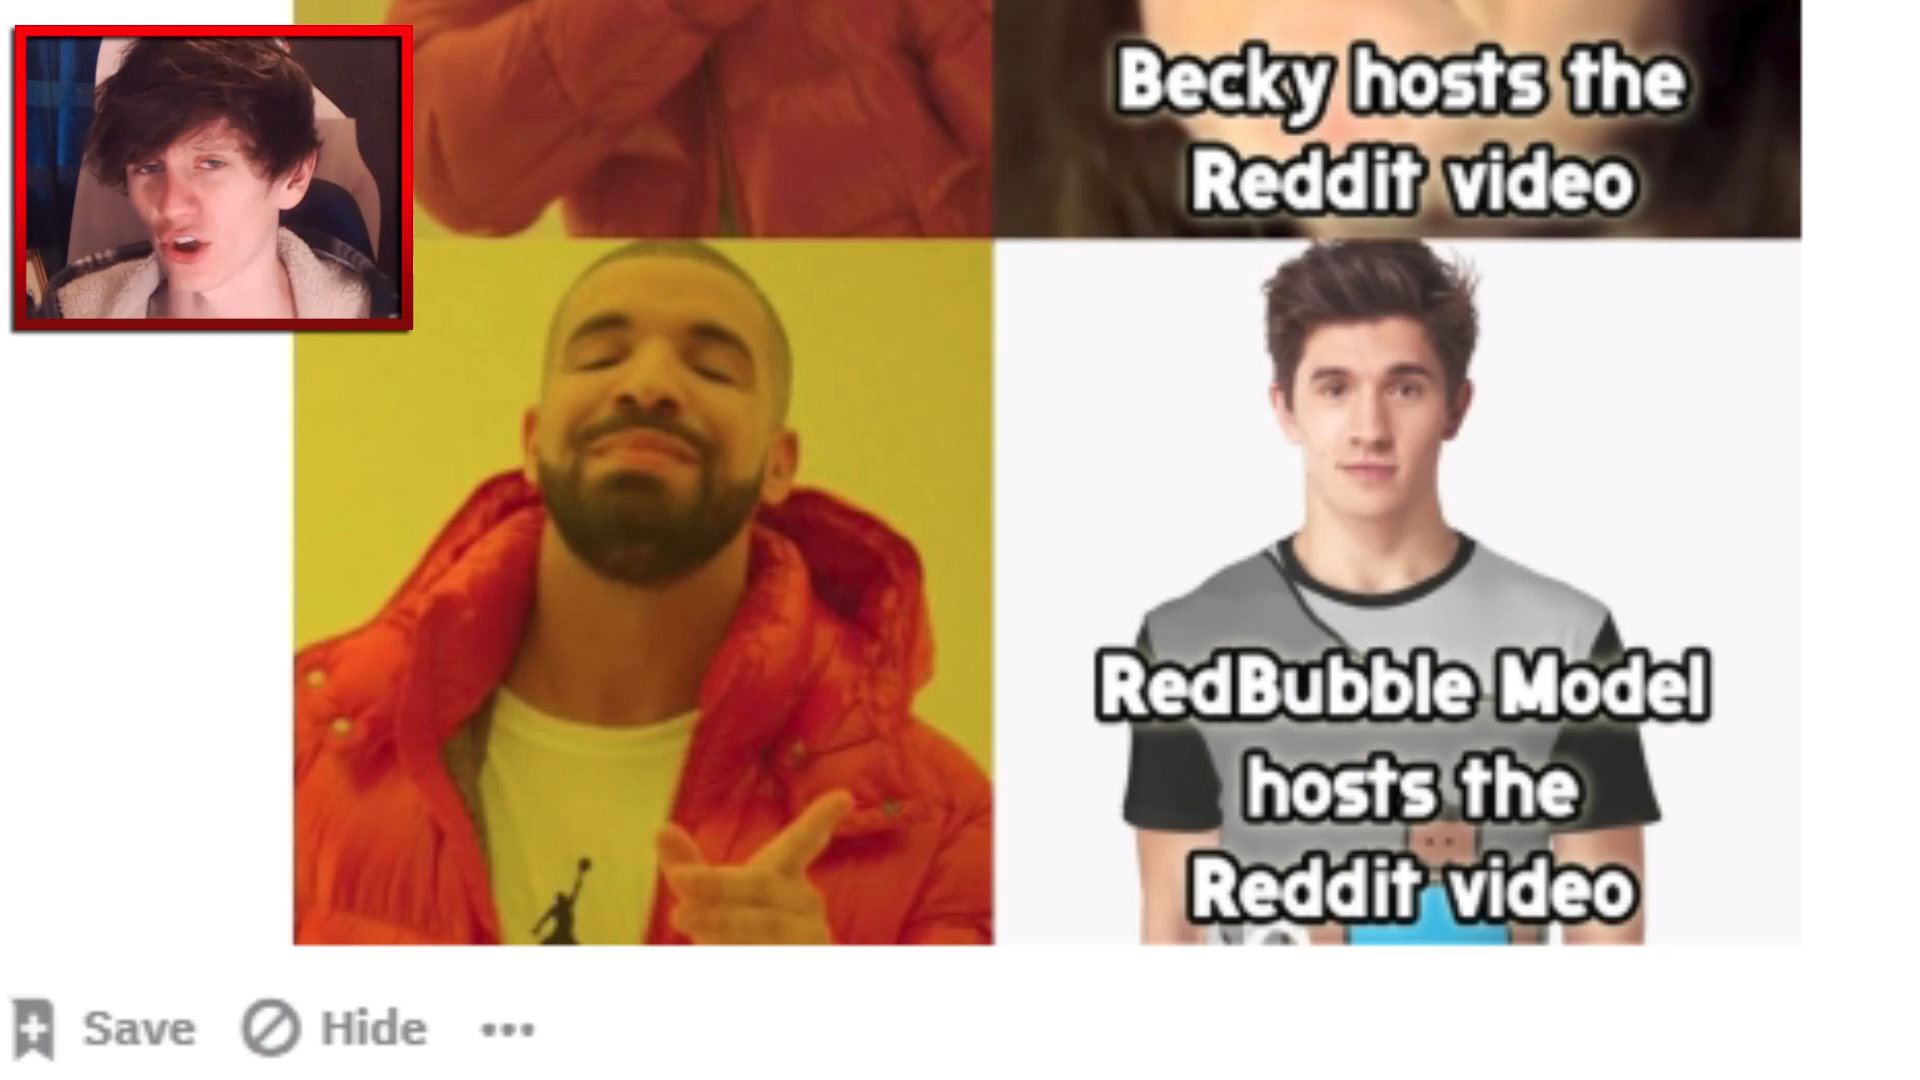 Becky hosts the
Reddit video
RedBubble Model
hosts the
Reddit video
Save Hide